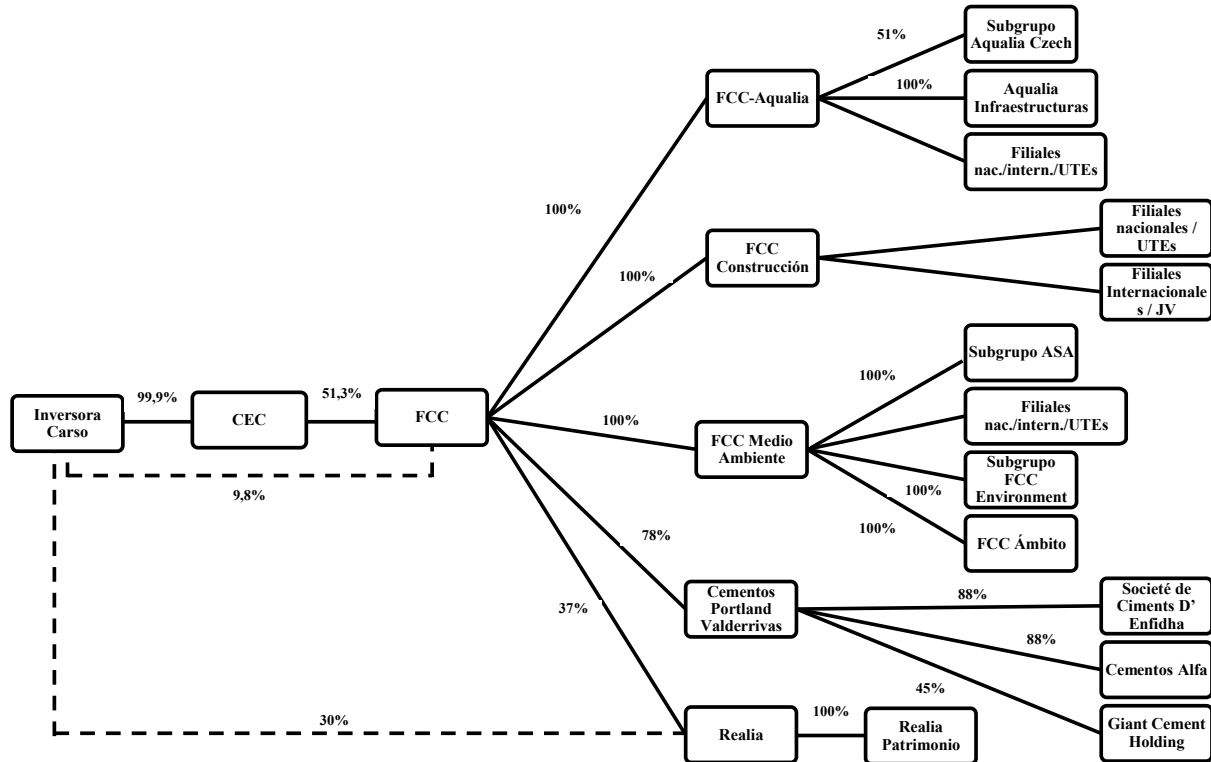 51%
Subgrupo
Aqualia Czech
FCC-Aqualia
100%
Aqualia
Infraestructuras
Filiales
nac./intern./UTEs
100%
FCC
Construcción
100%
Filiales
nacionales /
UTEs
Filiales
Internacionale
s / JV
Inversora
Carso
99,9%
CEC
51,3%
FCC
9,8%
100%
FCC Medio
Ambiente
100%
Subgrupo ASA
Filiales
nac./intern./UTEs
100%
Subgrupo
FCC
Environment
100%
FCC Ámbito
78%
Cementos
Portland
Valderrivas
88%
Societé de
Ciments D’
Enfidha
88%
Cementos Alfa
45%
Giant Cement
Holding
37%
30%
Realia
100%
Realia
Patrimonio